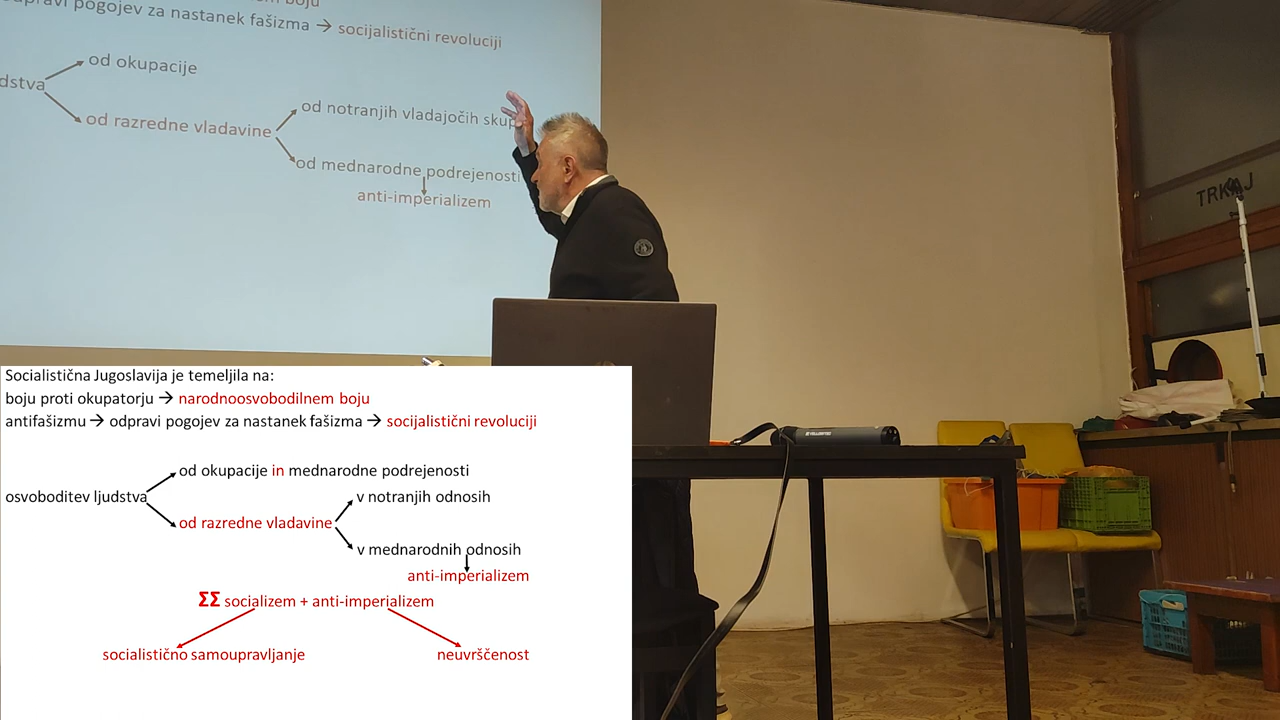 boju
dpravi pogojev za nastanek fašizma → socijalistični revoluciji
od okupacije
dstva
od razredne vladavine
od notranjih vladajočih skup
od mednarodne podrejenosti
anti-imperializem
TRKAJ
Socialistična Jugoslavija je temeljila na:
boju proti okupatorju → narodnoosvobodilnem boju
antifašizmu → odpravi pogojev za nastanek fašizma → socijalistični revoluciji
od okupacije in mednarodne podrejenosti
osvoboditev ljudstva
v notranjih odnosih
od razredne vladavine
v mednarodnih odnosih
anti-imperializem
ΣΣ socializem + anti-imperializem
socialistično samoupravljanje
neuvrščenost